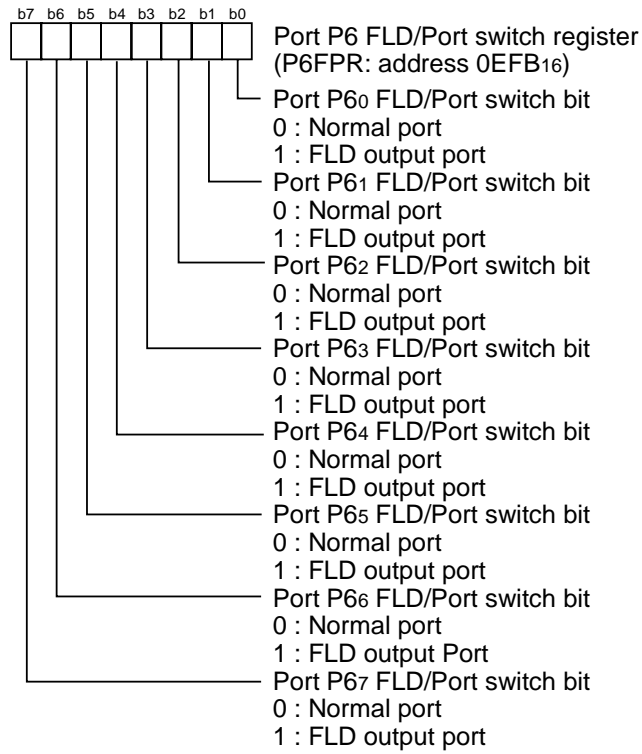 b7 b6 b5 b4 b3 b2 b1 b0
Port P6 FLD/Port switch register
(P6FPR: address 0EFB16)
Port P60 FLD/Port switch bit
0 : Normal port
1 : FLD output port
Port P61 FLD/Port switch bit
0 : Normal port
1 : FLD output port
Port P62 FLD/Port switch bit
0 : Normal port
1 : FLD output port
Port P63 FLD/Port switch bit
0 : Normal port
1 : FLD output port
Port P64 FLD/Port switch bit
0 : Normal port
1 : FLD output port
Port P65 FLD/Port switch bit
0 : Normal port
1 : FLD output port
Port P66 FLD/Port switch bit
0 : Normal port
1 : FLD output Port
Port P67 FLD/Port switch bit
0 : Normal port
1 : FLD output port